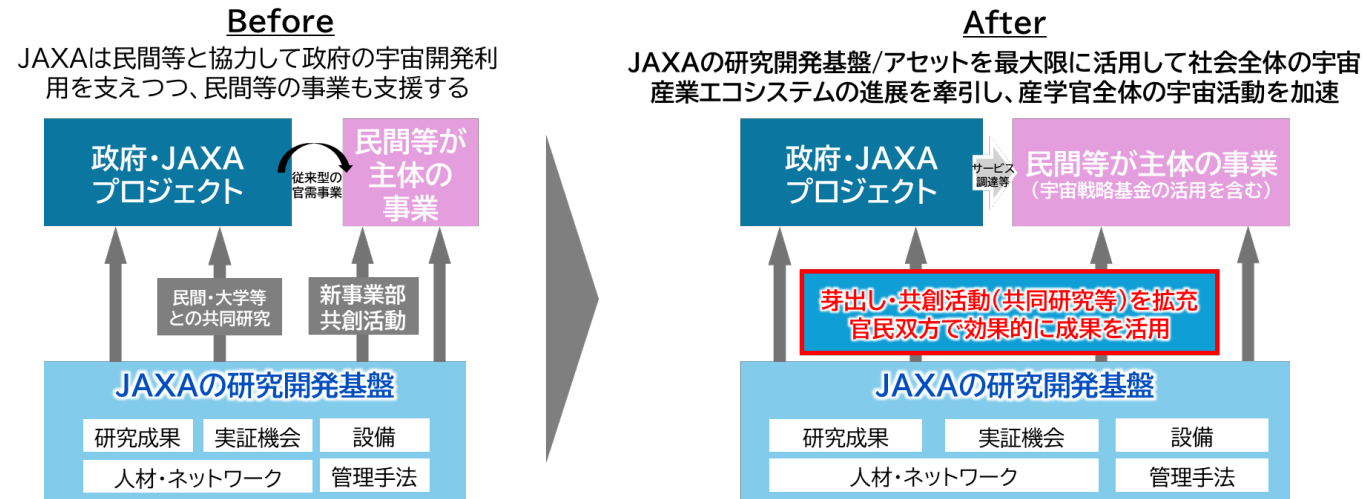 Before
JAXAは民間等と協力して政府の宇宙開発利
用を支えつつ、民間等の事業も支援する
政府・JAXA
プロジェクト
従来型の
官需事業
民間等が
主体の
事業
民間・大学等
との共同研究
新事業部
共創活動
JAXAの研究開発基盤
研究成果
実証機会
設備
人材・ネットワーク
管理手法
After
JAXAの研究開発基盤/アセットを最大限に活用して社会全体の宇宙
産業エコシステムの進展を牽引し、産学官全体の宇宙活動を加速
政府・JAXA
プロジェクト
サービス
調達等
民間等が主体の事業
(宇宙戦略基金の活用を含む)
芽出し・共創活動(共同研究等)を拡充
官民双方で効果的に成果を活用
JAXAの研究開発基盤
研究成果
実証機会
設備
人材・ネットワーク
管理手法